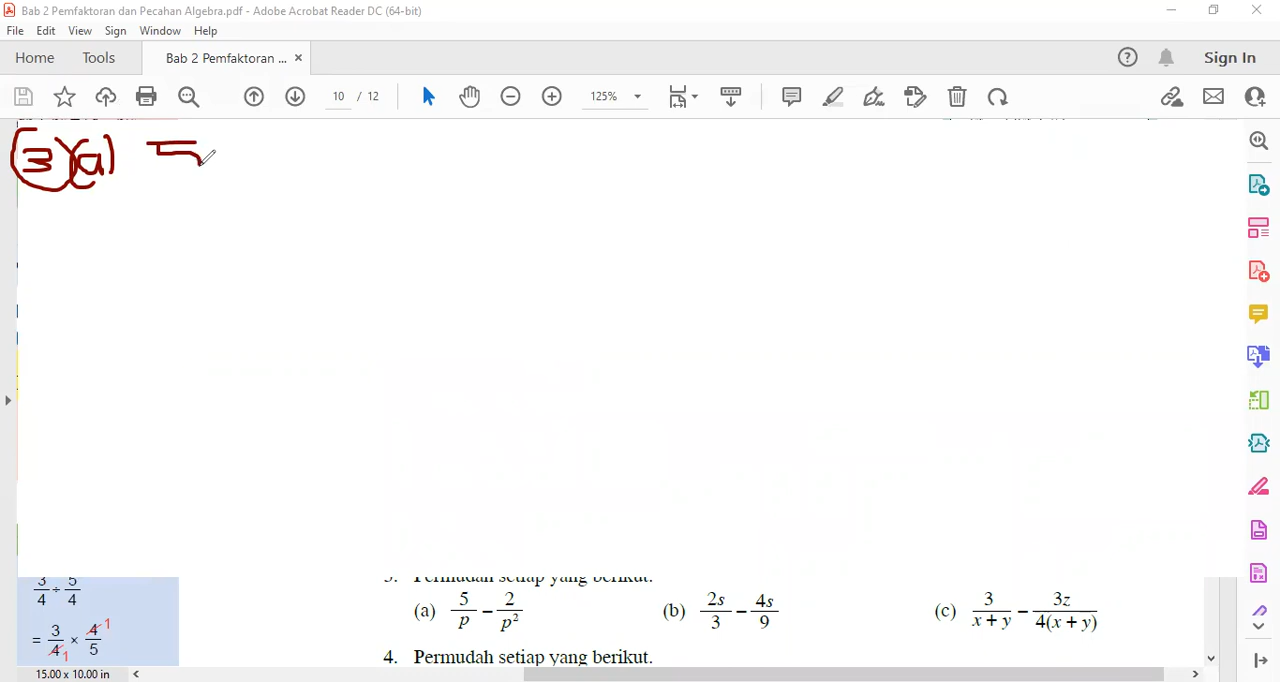 Bab 2 Pemfaktoran dan Pecahan Algebra.pdf - Adobe Acrobat Reader DC (64-bit)
File Edit View Sign Window Help
Home Tools Bab 2 Pemfaktoran ... × Sign In
10 / 12 125%
(3)(a)
3/4 ÷ 5/4
= 3/4 × 4/5 1 1
3. Permudah setiap yang berikut.
(a) 5/p − 2/p² (b) 2s/3 − 4s/9 (c) 3/(x + y) − 3z/4(x + y)
4. Permudah setiap yang berikut.
15.00 x 10.00 in